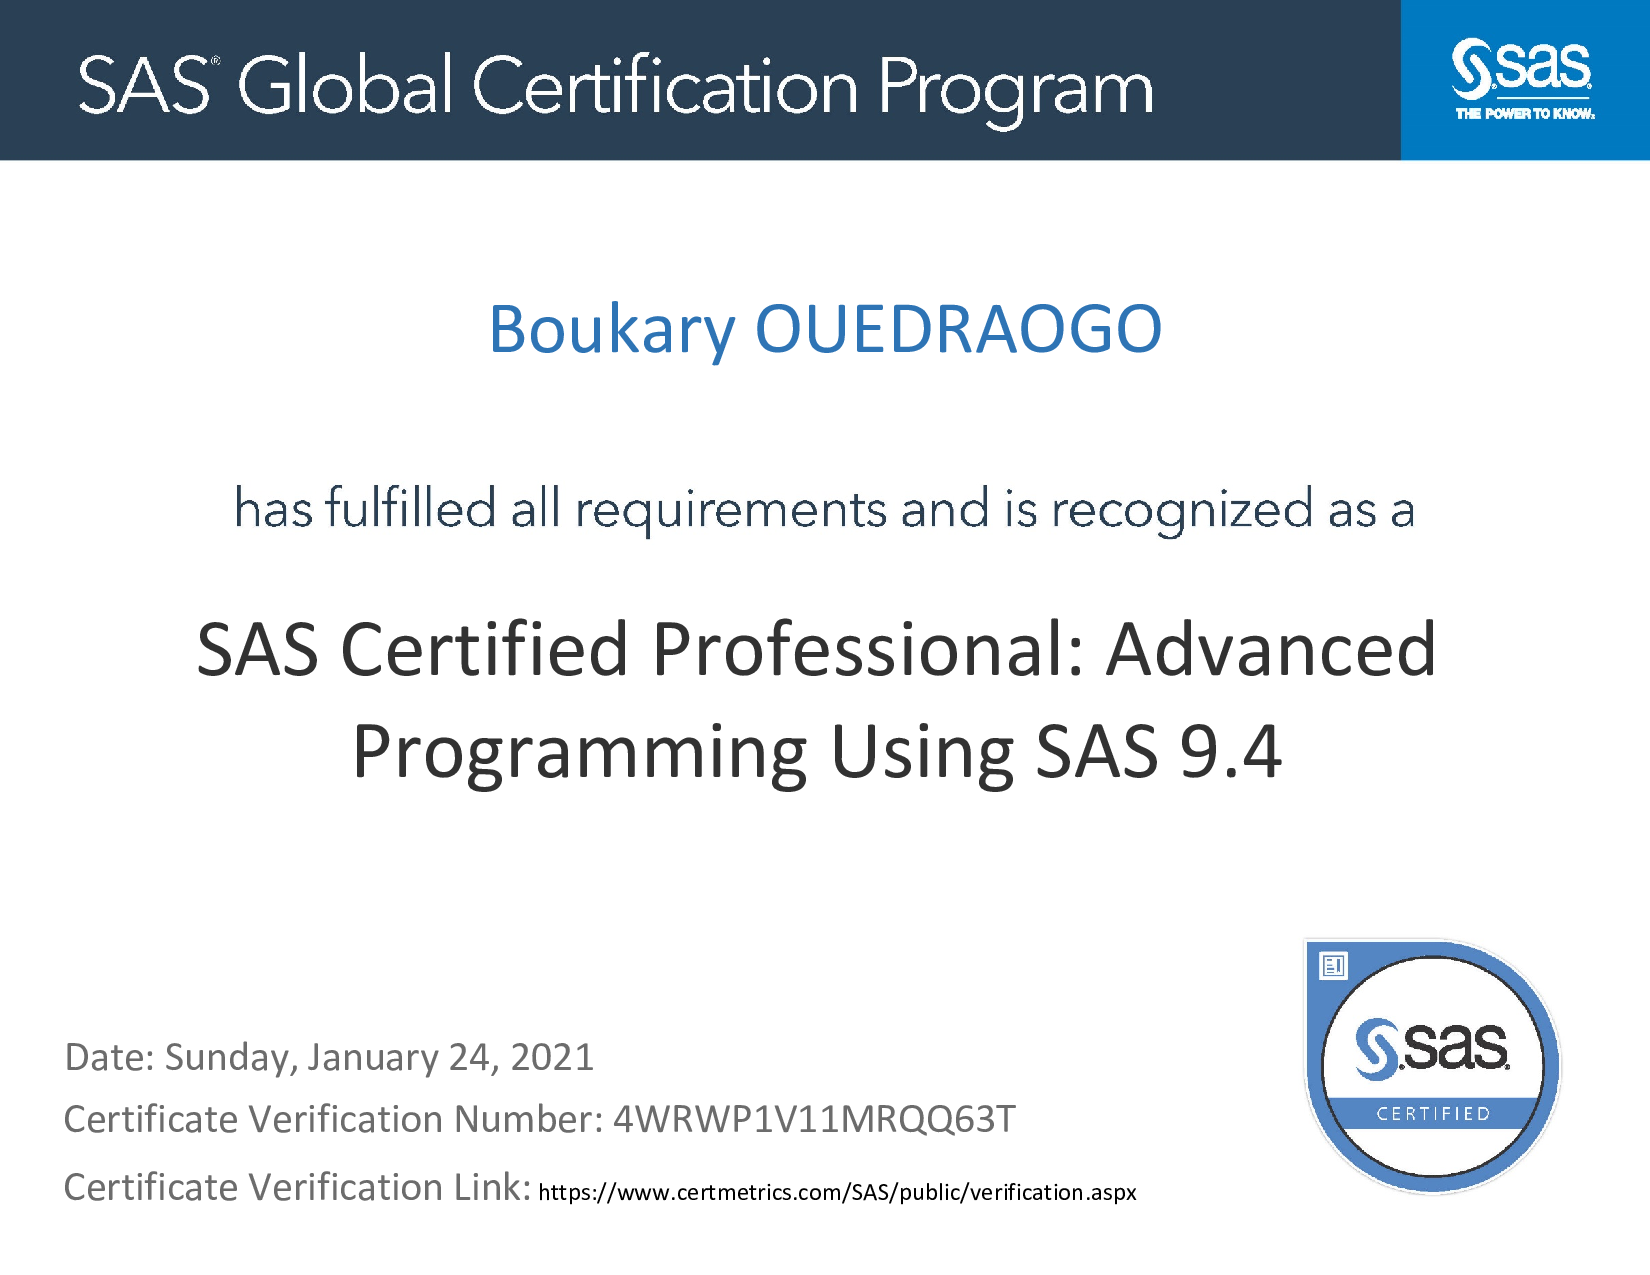 SAS® Global Certification Program
sas
THE POWER TO KNOW.
Boukary OUEDRAOGO
has fulfilled all requirements and is recognized as a
SAS Certified Professional: Advanced
Programming Using SAS 9.4
Date: Sunday, January 24, 2021
Certificate Verification Number: 4WRWP1V11MRQQ63T
Certificate Verification Link: https://www.certmetrics.com/SAS/public/verification.aspx
sas
CERTIFIED